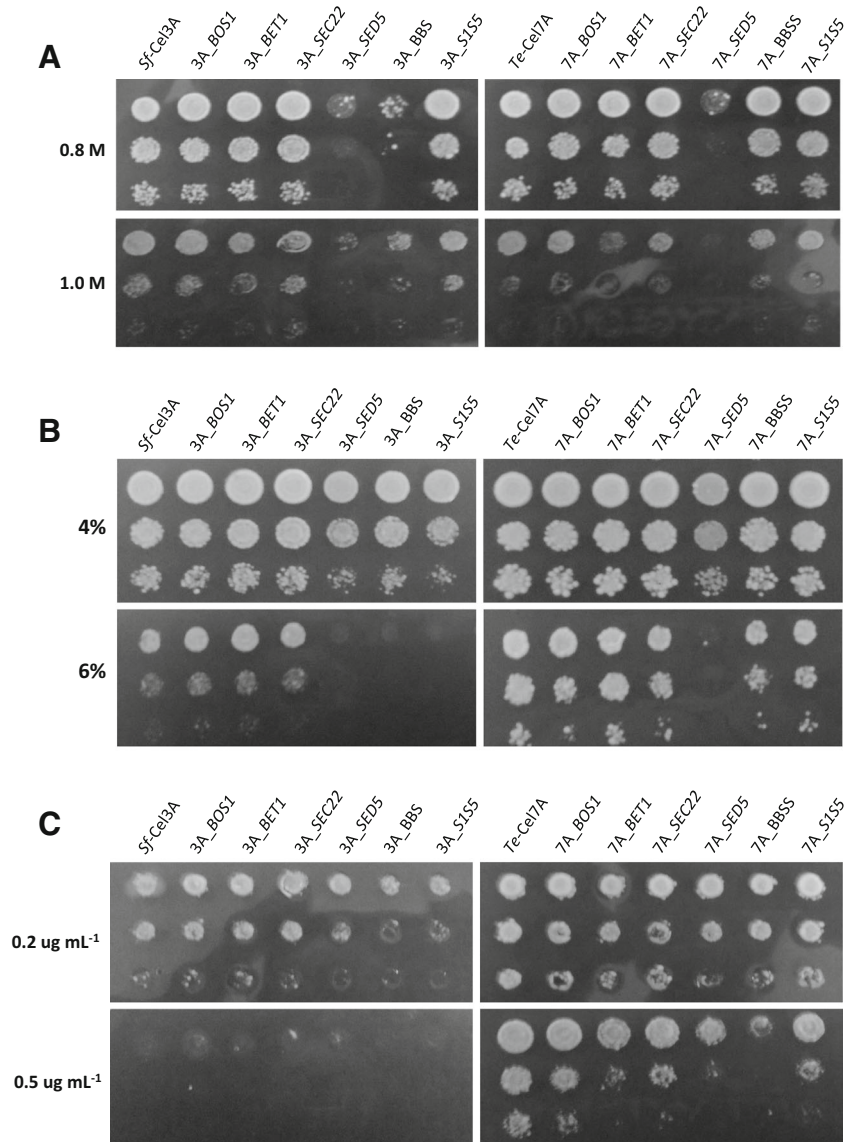 A
Sf-Cel3A 3A_BOS1 3A_BET1 3A_SEC22 3A_SED5 3A_BBS 3A_S1S5 Te-Cel7A 7A_BOS1 7A_BET1 7A_SEC22 7A_SED5 7A_BBSS 7A_S1S5
0.8 M
1.0 M
B
Sf-Cel3A 3A_BOS1 3A_BET1 3A_SEC22 3A_SED5 3A_BBS 3A_S1S5 Te-Cel7A 7A_BOS1 7A_BET1 7A_SEC22 7A_SED5 7A_BBSS 7A_S1S5
4%
6%
C
Sf-Cel3A 3A_BOS1 3A_BET1 3A_SEC22 3A_SED5 3A_BBS 3A_S1S5 Te-Cel7A 7A_BOS1 7A_BET1 7A_SEC22 7A_SED5 7A_BBSS 7A_S1S5
0.2 ug mL⁻¹
0.5 ug mL⁻¹